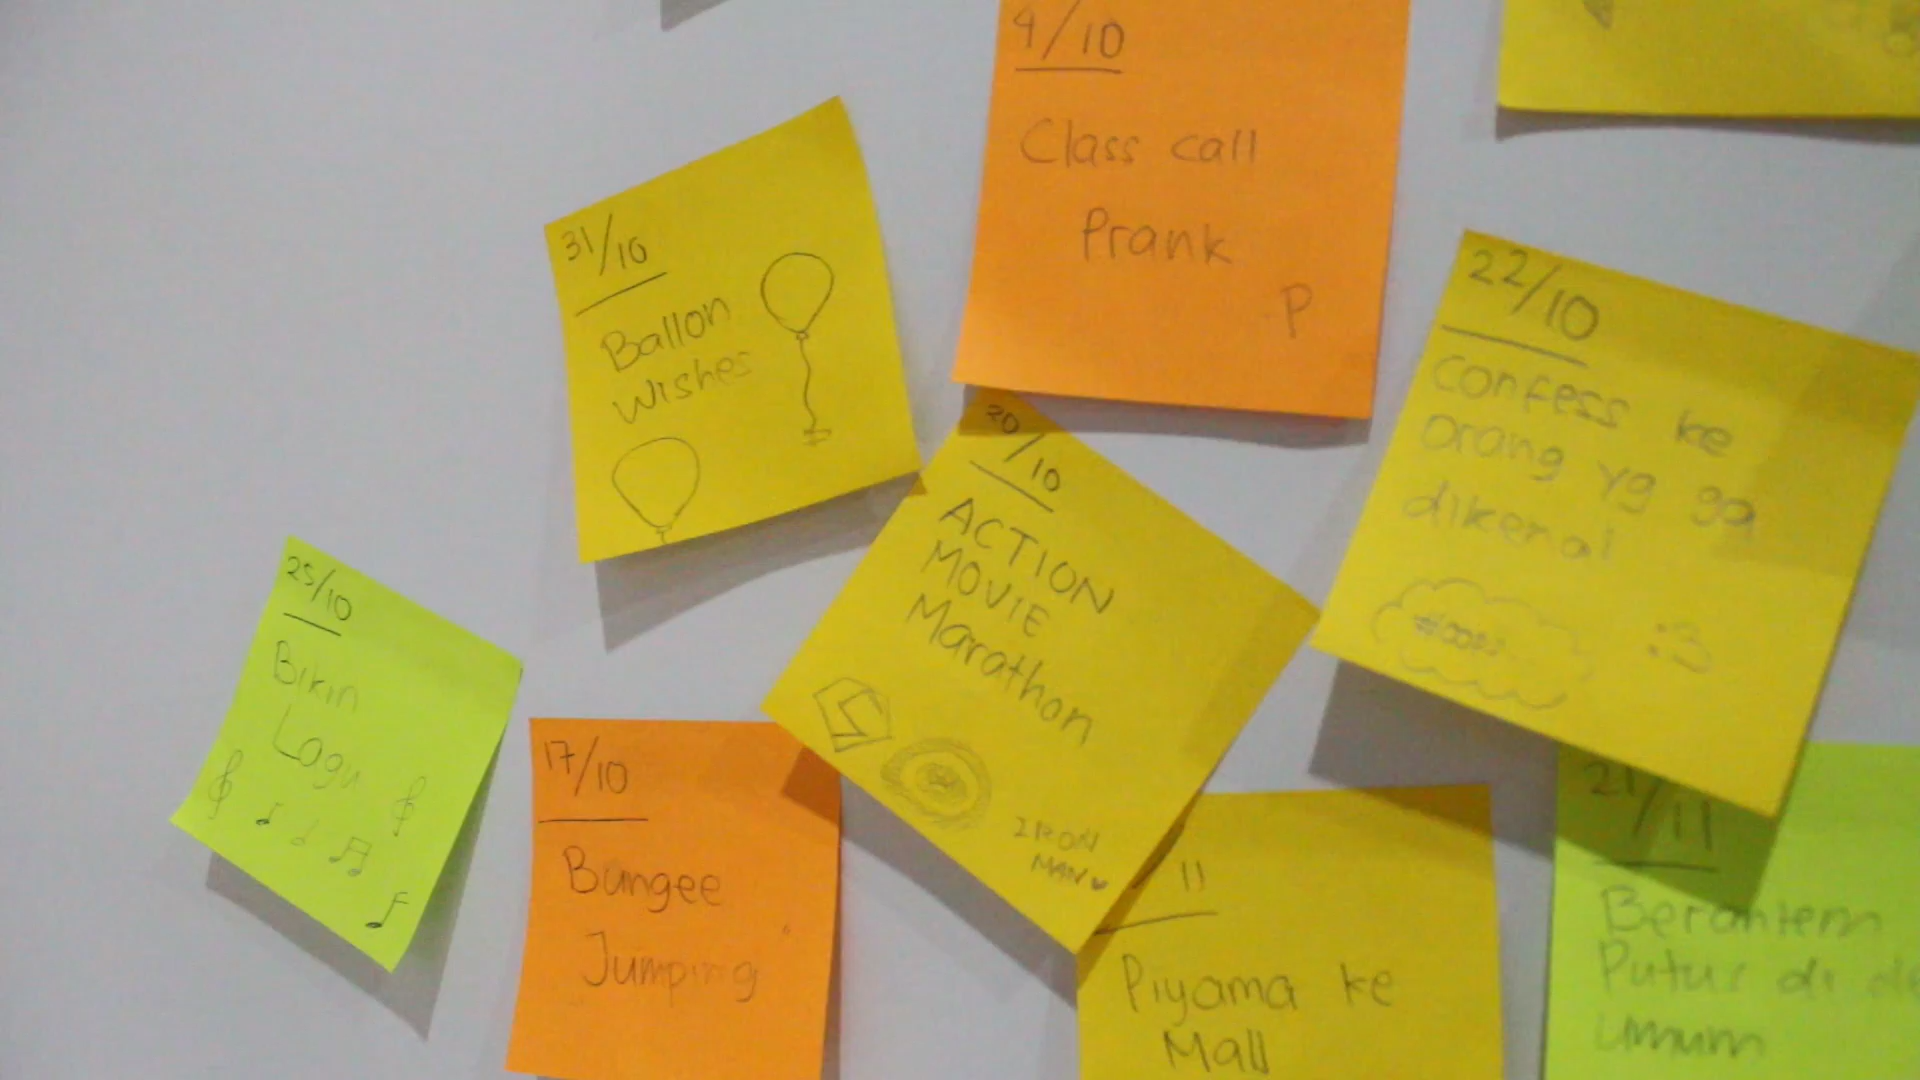 4/10
Class call
Prank
P
31/10
Ballon
Wishes
22/10
Confess ke
orang yg ga
dikenal
:3
20/10
ACTION
MOVIE
Marathon
IRON
MAN
25/10
Bikin
Lagu
17/10
Bungee
Jumping
11
Piyama ke
Mall
21/11
Berantem
Putus di
umum